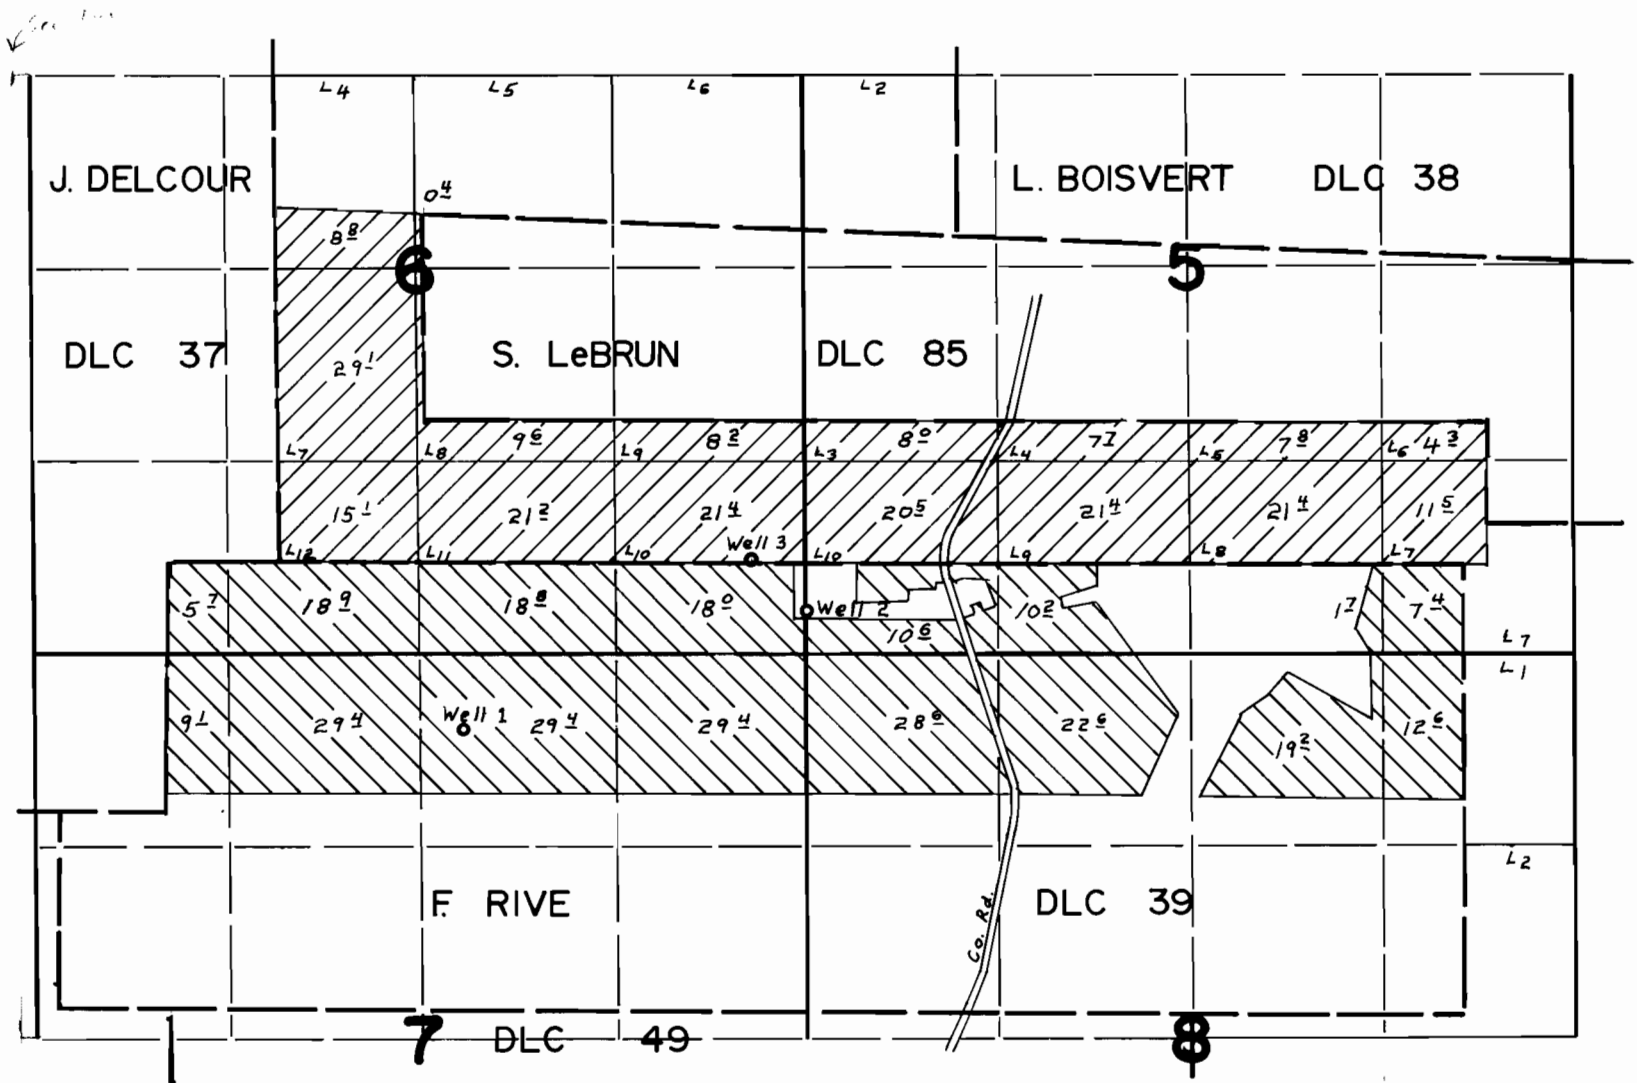 L4 L5 L6 L2
J. DELCOUR L. BOISVERT DLC 38
0 4
8 8
6 5
DLC 37 29 1 S. LeBRUN DLC 85
9 6 8 2 8 0 7 7 7 8 4 3
L7 L8 L9 L3 L4 L5 L6
15 1 21 2 21 4 20 5 21 4 21 4 11 5
Well 3
L12 L11 L10 L10 L9 L8 L7
5 7 18 9 18 8 18 0 Well 2 10 2 1 7 7 4
10 6 L7
L1
9 1 29 4 Well 1 29 4 29 4 28 6 22 6 19 2 12 6
L2
F. RIVE DLC 39
Co. Rd.
7 DLC 49 8